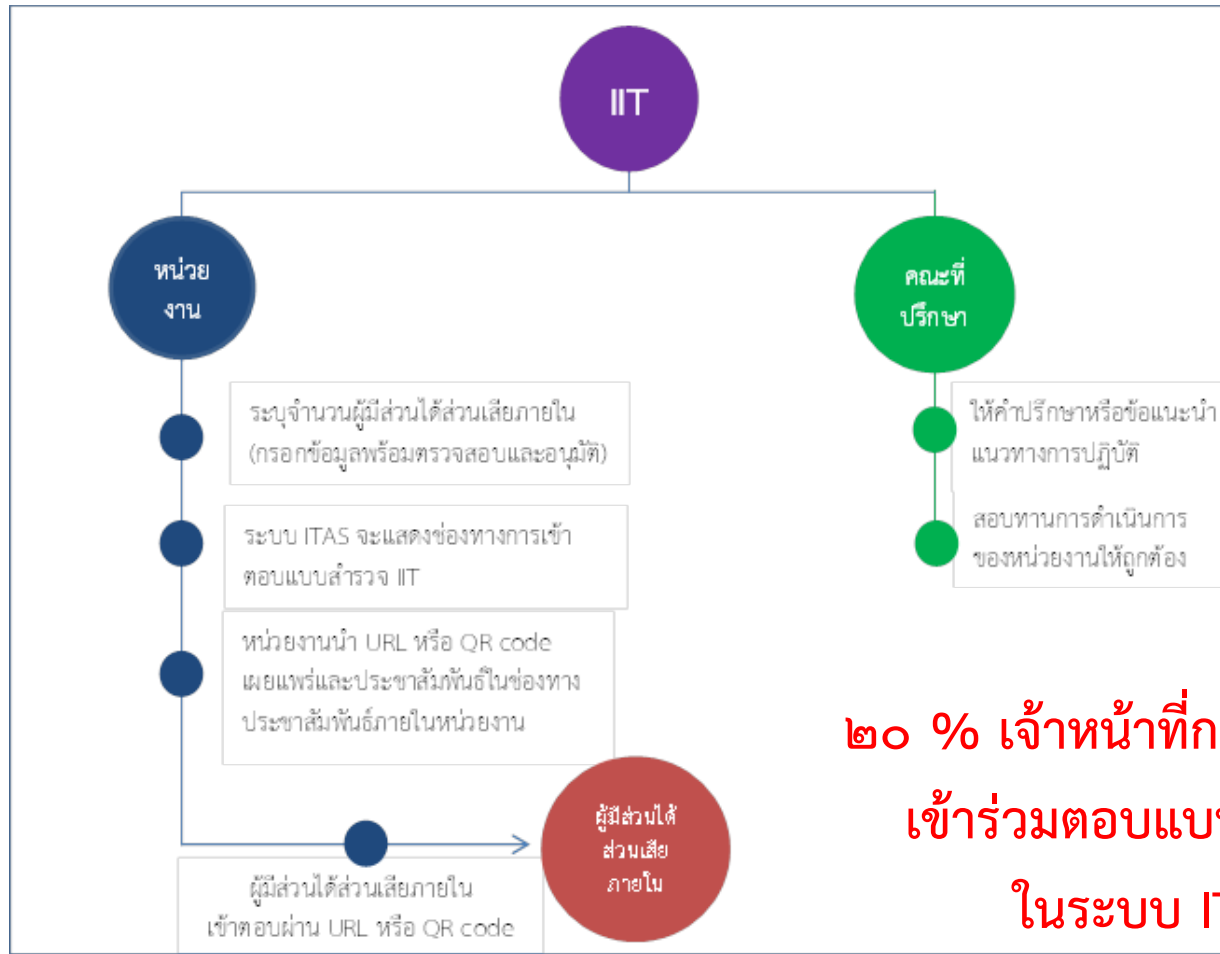 IIT
หน่วย
งาน
ระบุจำนวนผู้มีส่วนได้ส่วนเสียภายใน
(กรอกข้อมูลพร้อมตรวจสอบและอนุมัติ)
ระบบ ITAS จะแสดงช่องทางการเข้า
ตอบแบบสำรวจ IIT
หน่วยงานนำ URL หรือ QR code
เผยแพร่และประชาสัมพันธ์ในช่องทาง
ประชาสัมพันธ์ภายในหน่วยงาน
ผู้มีส่วนได้ส่วนเสียภายใน
เข้าตอบผ่าน URL หรือ QR code
ผู้มีส่วนได้
ส่วนเสีย
ภายใน
คณะที่
ปรึกษา
ให้คำปรึกษาหรือข้อแนะนำ
แนวทางการปฏิบัติ
สอบทานการดำเนินการ
ของหน่วยงานให้ถูกต้อง
๒๐ % เจ้าหน้าที่ก
เข้าร่วมตอบแบ
ในระบบ I